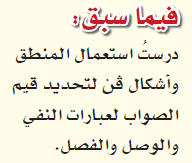 فيما سبق:
درستُ استعمال المنطق
وأشكال ڤن لتحديد قيم
الصواب لعبارات النفي
والوصل والفصل.